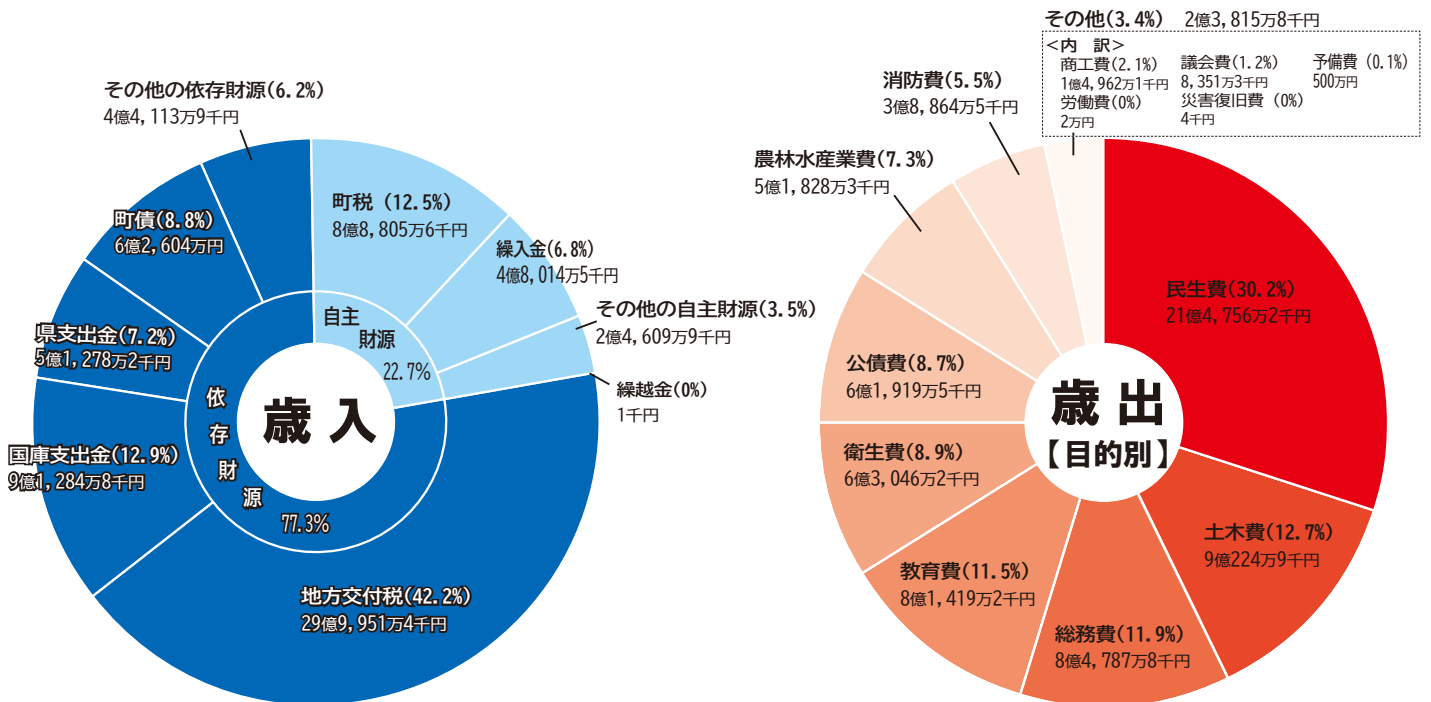 その他の依存財源(6.2%)
4億4,113万9千円
町税（12.5%）
8億8,805万6千円
繰入金(6.8%)
4億8,014万5千円
その他の自主財源(3.5%)
2億4,609万9千円
繰越金(0%)
1千円
自主
財源
22.7%
町債(8.8%)
6億2,604万円
県支出金(7.2%)
5億1,278万2千円
国庫支出金(12.9%)
9億1,284万8千円
地方交付税(42.2%)
29億9,951万4千円
依
存
財
源
77.3%
歳入
その他(3.4%) 2億3,815万8千円
＜内 訳＞
商工費(2.1%) 議会費(1.2%) 予備費（0.1%）
1億4,962万1千円 8,351万3千円 500万円
労働費(0%) 災害復旧費（0%）
2万円 4千円
消防費(5.5%)
3億8,864万5千円
農林水産業費(7.3%)
5億1,828万3千円
公債費(8.7%)
6億1,919万5千円
衛生費(8.9%)
6億3,046万2千円
教育費(11.5%)
8億1,419万2千円
総務費(11.9%)
8億4,787万8千円
土木費(12.7%)
9億224万9千円
民生費(30.2%)
21億4,756万2千円
歳出
【目的別】